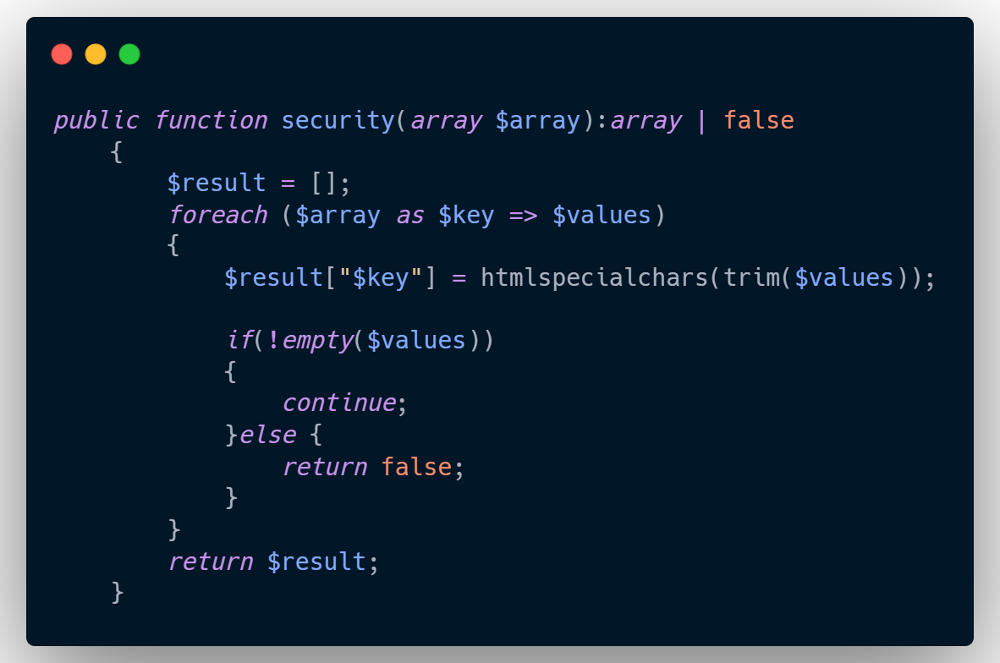 public function security(array $array):array | false
    {
        $result = [];
        foreach ($array as $key => $values)
        {
            $result["$key"] = htmlspecialchars(trim($values));

            if(!empty($values))
            {
                continue;
            }else {
                return false;
            }
        }
        return $result;
    }